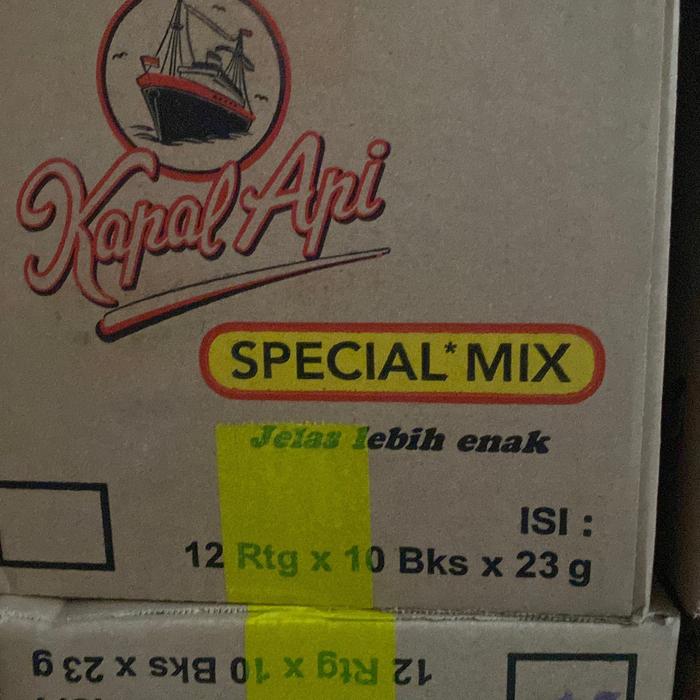 Kapal Api
SPECIAL* MIX
Jelas lebih enak
ISI :
12 Rtg x 10 Bks x 23 g
12 Rtg x 10 Bks x 23 g